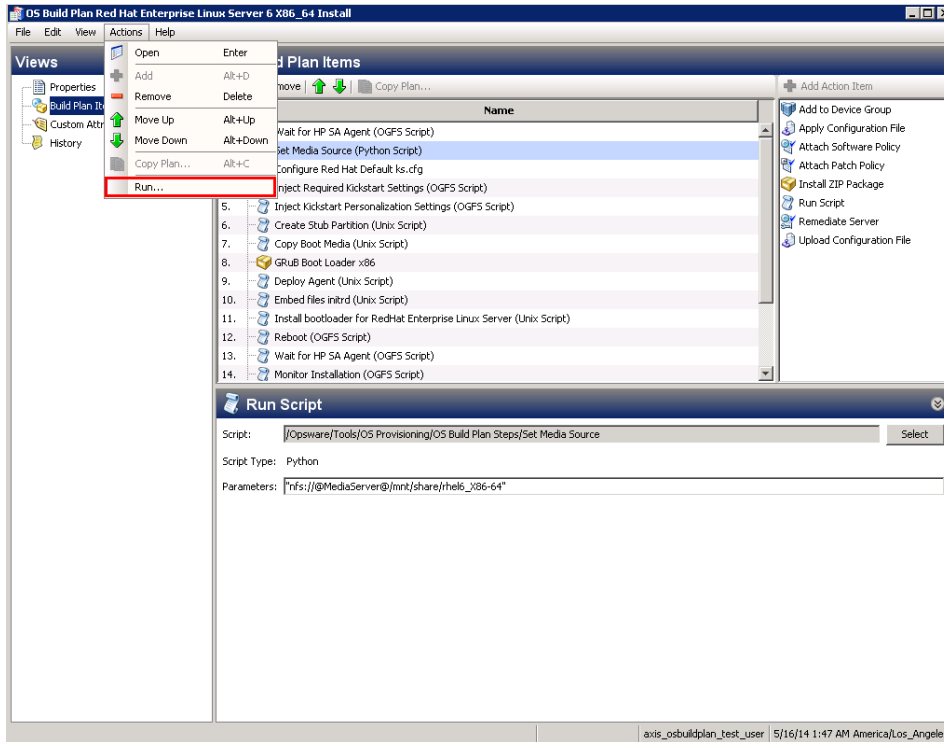 OS Build Plan Red Hat Enterprise Linux Server 6 X86_64 Install
File Edit View Actions Help
Views
Properties
Build Plan Ite
Custom Attr
History
Open Enter
Add Alt+D
Remove Delete
Move Up Alt+Up
Move Down Alt+Down
Copy Plan... Alt+C
Run...
d Plan Items
move Copy Plan...
Name
Wait for HP SA Agent (OGFS Script)
Set Media Source (Python Script)
Configure Red Hat Default ks.cfg
Inject Required Kickstart Settings (OGFS Script)
5. Inject Kickstart Personalization Settings (OGFS Script)
6. Create Stub Partition (Unix Script)
7. Copy Boot Media (Unix Script)
8. GRuB Boot Loader x86
9. Deploy Agent (Unix Script)
10. Embed files initrd (Unix Script)
11. Install bootloader for RedHat Enterprise Linux Server (Unix Script)
12. Reboot (OGFS Script)
13. Wait for HP SA Agent (OGFS Script)
14. Monitor Installation (OGFS Script)
Add Action Item
Add to Device Group
Apply Configuration File
Attach Software Policy
Attach Patch Policy
Install ZIP Package
Run Script
Remediate Server
Upload Configuration File
Run Script
Script: /Opsware/Tools/OS Provisioning/OS Build Plan Steps/Set Media Source Select
Script Type: Python
Parameters: "nfs://@MediaServer@/mnt/share/rhel6_X86-64"
axis_osbuildplan_test_user 5/16/14 1:47 AM America/Los_Angele